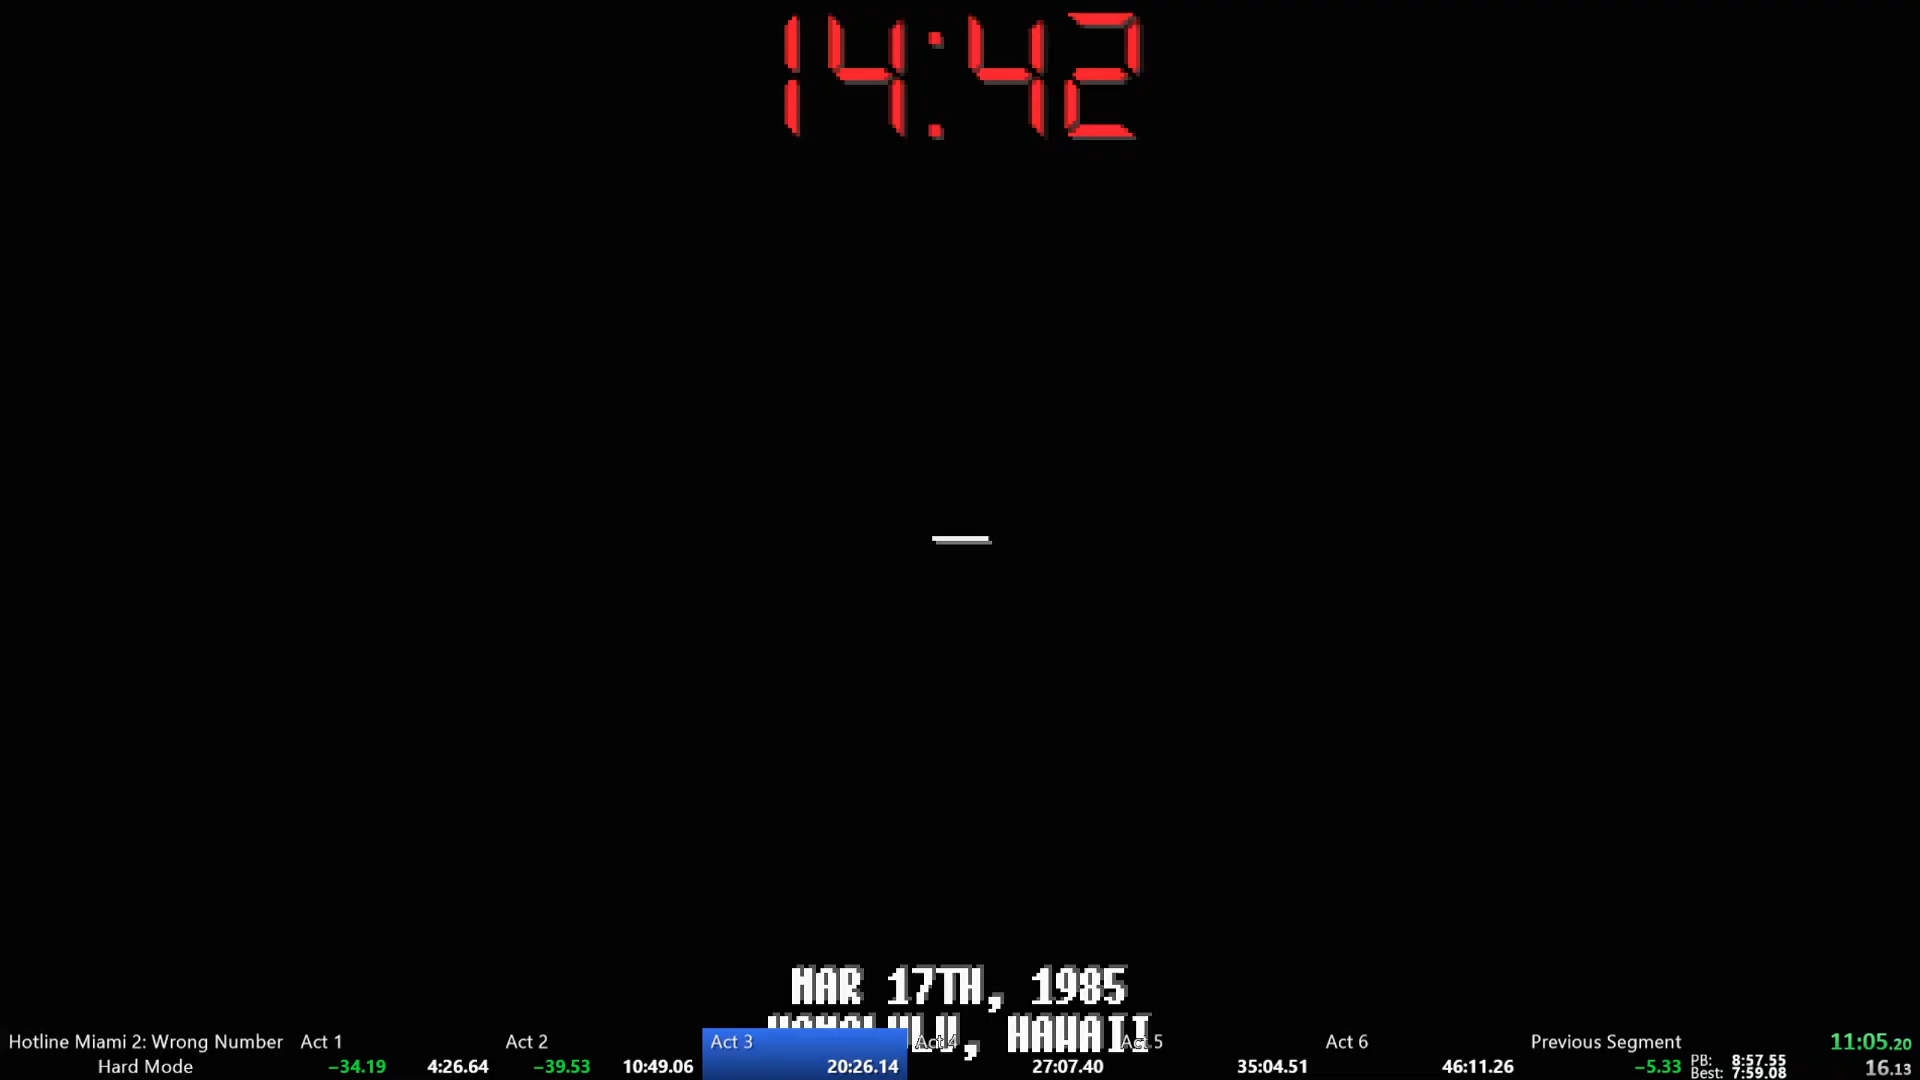 14:42
MAR 17TH, 1985
HONOLULU, HAWAII
Hotline Miami 2: Wrong Number Act 1 Act 2 Act 3 Act 4 Act 5 Act 6 Previous Segment 11:05.20
Hard Mode −34.19 4:26.64 −39.53 10:49.06 20:26.14 27:07.40 35:04.51 46:11.26 −5.33 PB: 8:57.55 16.13
Best: 7:59.08